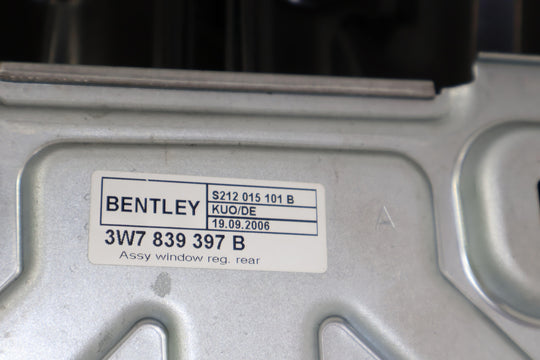 BENTLEY
S212 015 101 B
KUO/DE
19.09.2006
3W7 839 397 B
Assy window reg. rear
A